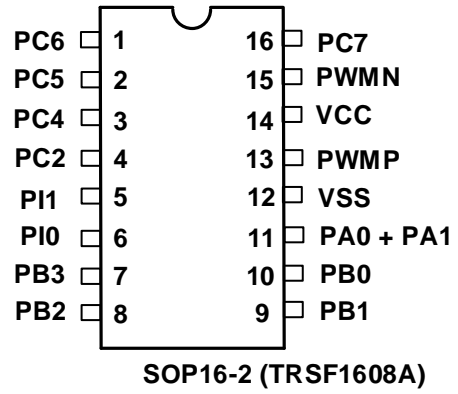 PC6 1 16 PC7
PC5 2 15 PWMN
PC4 3 14 VCC
PC2 4 13 PWMP
PI1 5 12 VSS
PI0 6 11 PA0 + PA1
PB3 7 10 PB0
PB2 8 9 PB1
SOP16-2 (TRSF1608A)